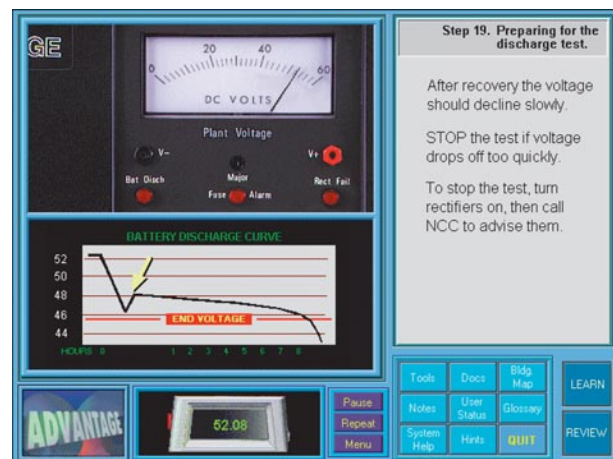 GE
0 20 40 60
DC VOLTS
Plant Voltage
V- V+
Bat Disch Major Rect Fail
Fuse Alarm
BATTERY DISCHARGE CURVE
52
50
48
46
44
END VOLTAGE
HOURS 0 1 2 3 4 5 6 7 8
Step 19. Preparing for the
discharge test.
After recovery the voltage
should decline slowly.
STOP the test if voltage
drops off too quickly.
To stop the test, turn
rectifiers on, then call
NCC to advise them.
ADVANTAGE
52.08
Pause
Repeat
Menu
Tools Docs Bldg. Map
Notes User Status Glossary
System Help Hints QUIT
LEARN
REVIEW